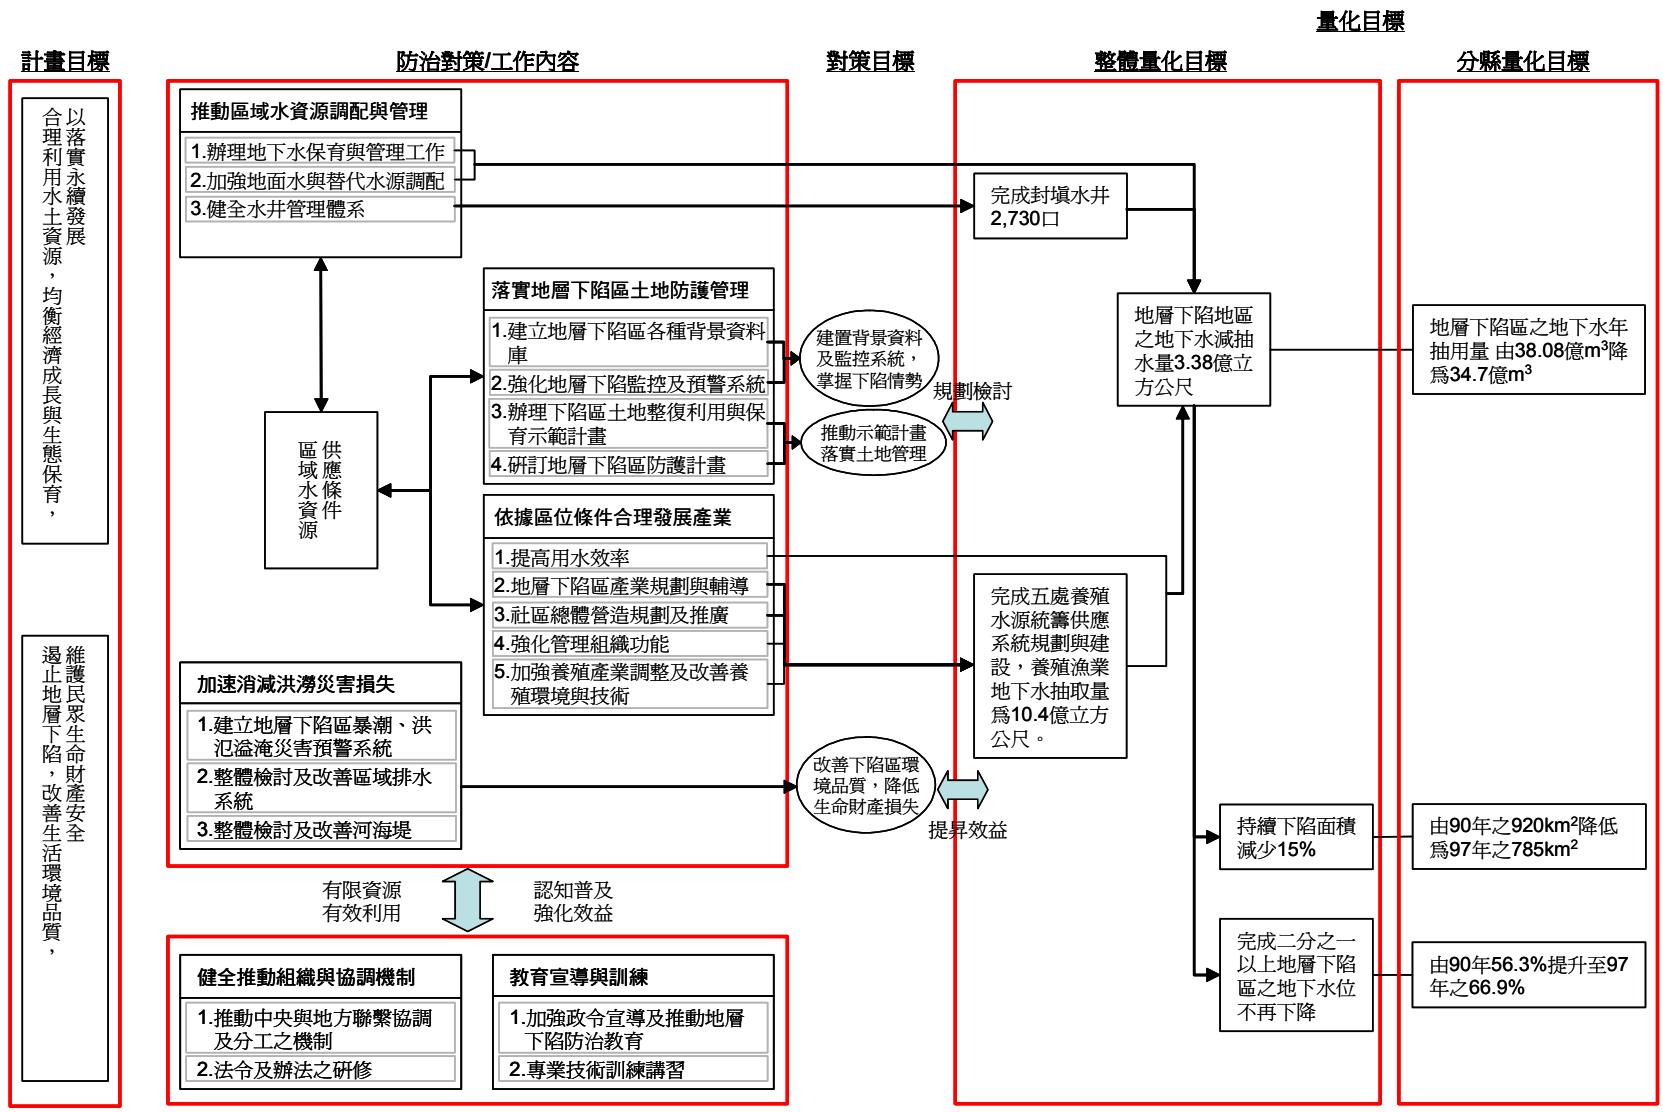 量化目標
計畫目標
防治對策/工作內容
對策目標
整體量化目標
分縣量化目標
以落實永續發展
合理利用水土資源，均衡經濟成長與生態保育，
維護民眾生命財產安全
遏止地層下陷，改善生活環境品質，
推動區域水資源調配與管理
1.辦理地下水保育與管理工作
2.加強地面水與替代水源調配
3.健全水井管理體系
供應條件
區域水資源
落實地層下陷區土地防護管理
1.建立地層下陷區各種背景資料
庫
2.強化地層下陷監控及預警系統
3.辦理下陷區土地整復利用與保
育示範計畫
4.研訂地層下陷區防護計畫
依據區位條件合理發展產業
1.提高用水效率
2.地層下陷區產業規劃與輔導
3.社區總體營造規劃及推廣
4.強化管理組織功能
5.加強養殖產業調整及改善養
殖環境與技術
加速消減洪澇災害損失
1.建立地層下陷區暴潮、洪
氾溢淹災害預警系統
2.整體檢討及改善區域排水
系統
3.整體檢討及改善河海堤
有限資源
有效利用
認知普及
強化效益
健全推動組織與協調機制
1.推動中央與地方聯繫協調
及分工之機制
2.法令及辦法之研修
教育宣導與訓練
1.加強政令宣導及推動地層
下陷防治教育
2.專業技術訓練講習
建置背景資料
及監控系統，
掌握下陷情勢
推動示範計畫
落實土地管理
規劃檢討
改善下陷區環
境品質，降低
生命財產損失
提昇效益
完成封填水井
2,730口
地層下陷地區
之地下水減抽
水量3.38億立
方公尺
完成五處養殖
水源統籌供應
系統規劃與建
設，養殖漁業
地下水抽取量
為10.4億立方
公尺。
持續下陷面積
減少15%
完成二分之一
以上地層下陷
區之地下水位
不再下降
地層下陷區之地下水年
抽用量 由38.08億m³降
為34.7億m³
由90年之920km²降低
為97年之785km²
由90年56.3%提升至97
年之66.9%